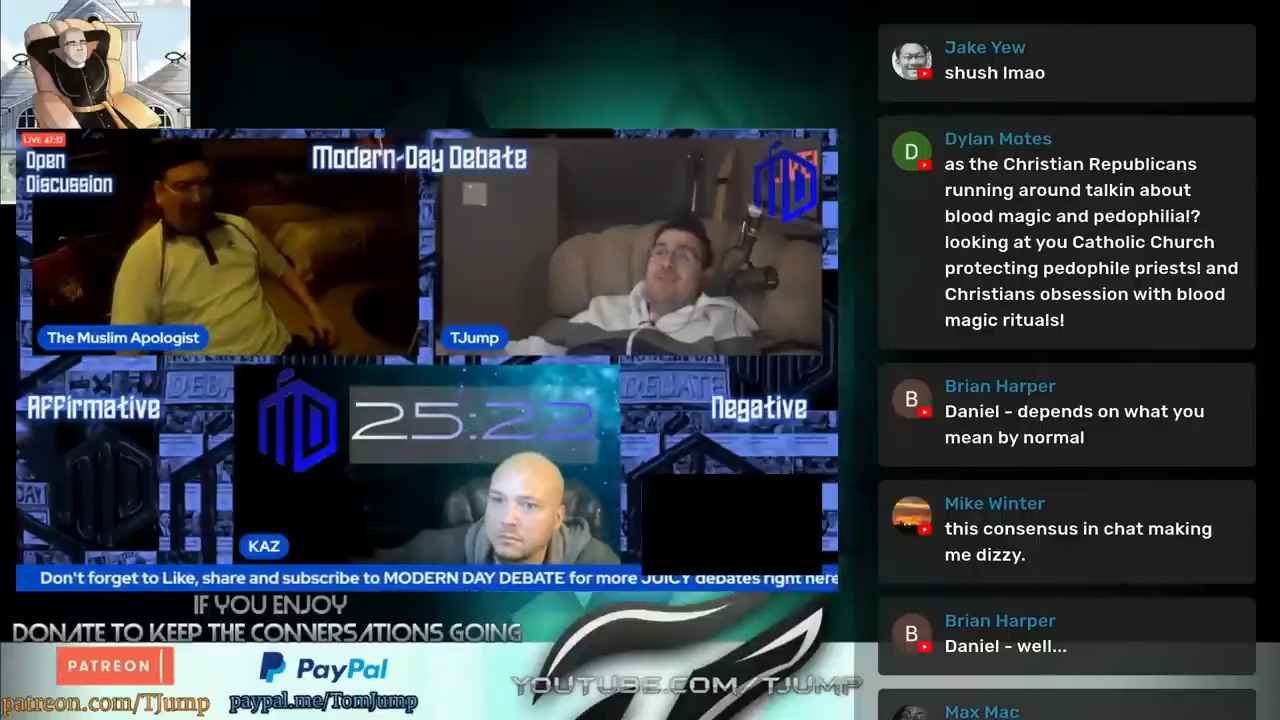 LIVE 47:12
Open
Discussion
Modern-Day Debate
The Muslim Apologist
TJump
Affirmative
Negative
25:22
KAZ
Don't forget to Like, share and subscribe to MODERN DAY DEBATE for more JUICY debates right here
IF YOU ENJOY
DONATE TO KEEP THE CONVERSATIONS GOING
PATREON
PayPal
patreon.com/TJump
paypal.me/TomJump
YOUTUBE.COM/TJUMP
Jake Yew
shush lmao
D
Dylan Motes
as the Christian Republicans
running around talkin about
blood magic and pedophilia!?
looking at you Catholic Church
protecting pedophile priests! and
Christians obsession with blood
magic rituals!
B
Brian Harper
Daniel - depends on what you
mean by normal
Mike Winter
this consensus in chat making
me dizzy.
B
Brian Harper
Daniel - well...
Max Mac